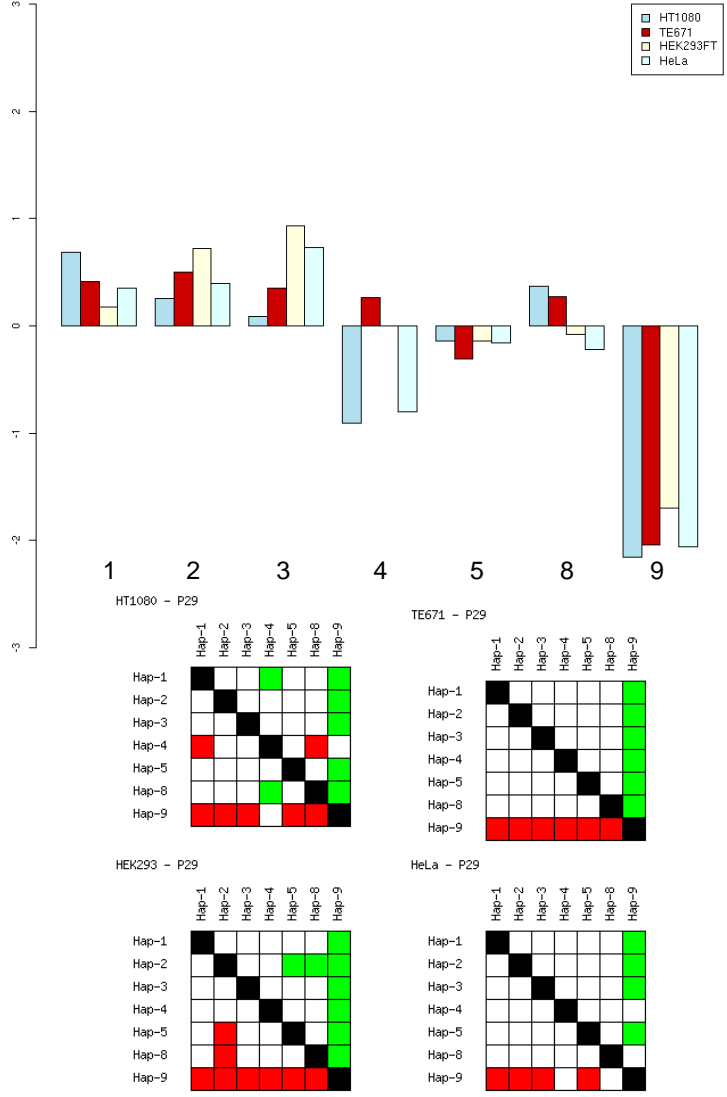 3
2
1
0
-1
-2
-3
HT1080
TE671
HEK293FT
HeLa
1 2 3 4 5 8 9
HT1080 - P29
Hap-1 Hap-2 Hap-3 Hap-4 Hap-5 Hap-8 Hap-9
Hap-1
Hap-2
Hap-3
Hap-4
Hap-5
Hap-8
Hap-9
TE671 - P29
Hap-1 Hap-2 Hap-3 Hap-4 Hap-5 Hap-8 Hap-9
Hap-1
Hap-2
Hap-3
Hap-4
Hap-5
Hap-8
Hap-9
HEK293 - P29
Hap-1 Hap-2 Hap-3 Hap-4 Hap-5 Hap-8 Hap-9
Hap-1
Hap-2
Hap-3
Hap-4
Hap-5
Hap-8
Hap-9
HeLa - P29
Hap-1 Hap-2 Hap-3 Hap-4 Hap-5 Hap-8 Hap-9
Hap-1
Hap-2
Hap-3
Hap-4
Hap-5
Hap-8
Hap-9